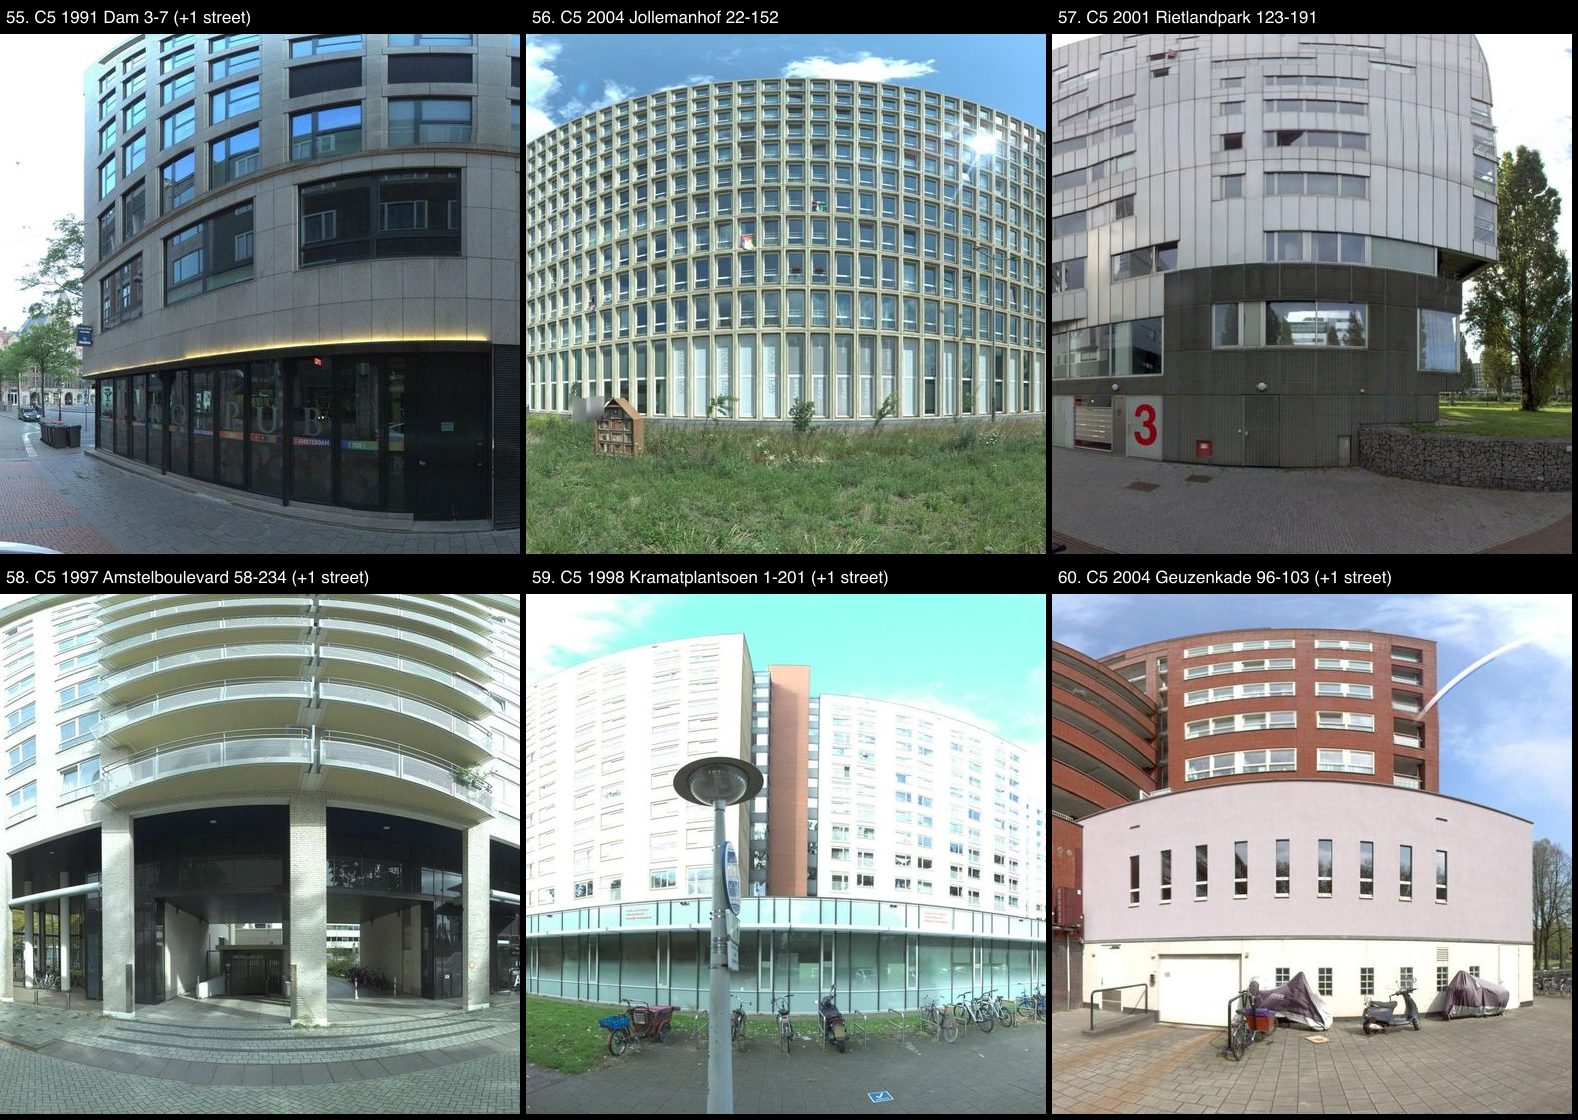 55. C5 1991 Dam 3-7 (+1 street)
56. C5 2004 Jollemanhof 22-152
57. C5 2001 Rietlandpark 123-191
PUB
AMSTERDAM
750
3
58. C5 1997 Amstelboulevard 58-234 (+1 street)
59. C5 1998 Kramatplantsoen 1-201 (+1 street)
60. C5 2004 Geuzenkade 96-103 (+1 street)